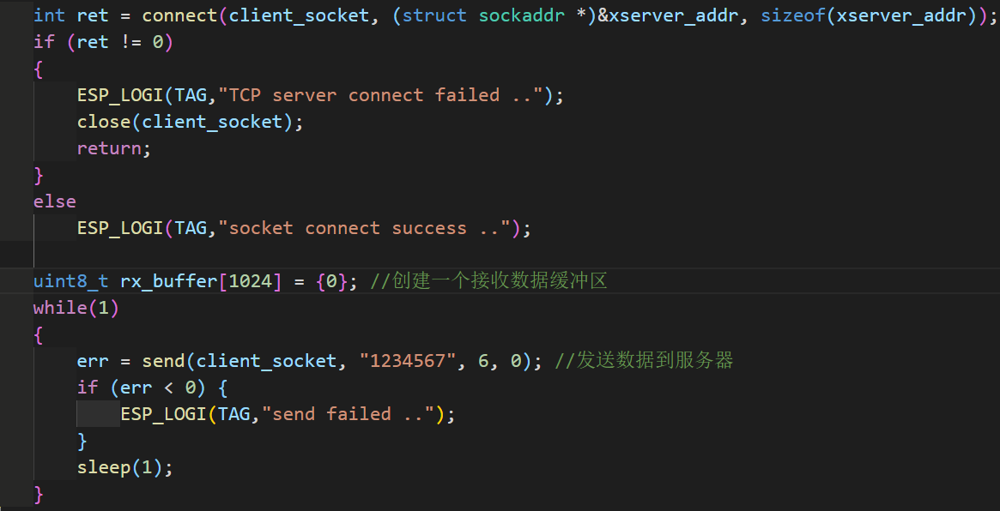 int ret = connect(client_socket, (struct sockaddr *)&xserver_addr, sizeof(xserver_addr));
if (ret != 0)
{
    ESP_LOGI(TAG,"TCP server connect failed ..");
    close(client_socket);
    return;
}
else
    ESP_LOGI(TAG,"socket connect success ..");

uint8_t rx_buffer[1024] = {0}; //创建一个接收数据缓冲区
while(1)
{
    err = send(client_socket, "1234567", 6, 0); //发送数据到服务器
    if (err < 0) {
        ESP_LOGI(TAG,"send failed ..");
    }
    sleep(1);
}